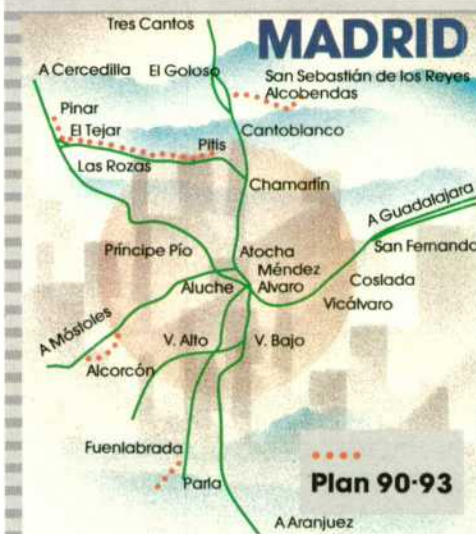 Tres Cantos
MADRID
A Cercedilla
El Goloso
San Sebastián de los Reyes
Alcobendas
Pinar
El Tejar
Pitis
Cantoblanco
Las Rozas
Chamartín
A Guadalajara
San Fernando
Príncipe Pío
Atocha
Méndez
Alvaro
Aluche
Coslada
Vicálvaro
A Móstoles
V. Alto
V. Bajo
Alcorcón
Fuenlabrada
Parla
Plan 90-93
A Aranjuez